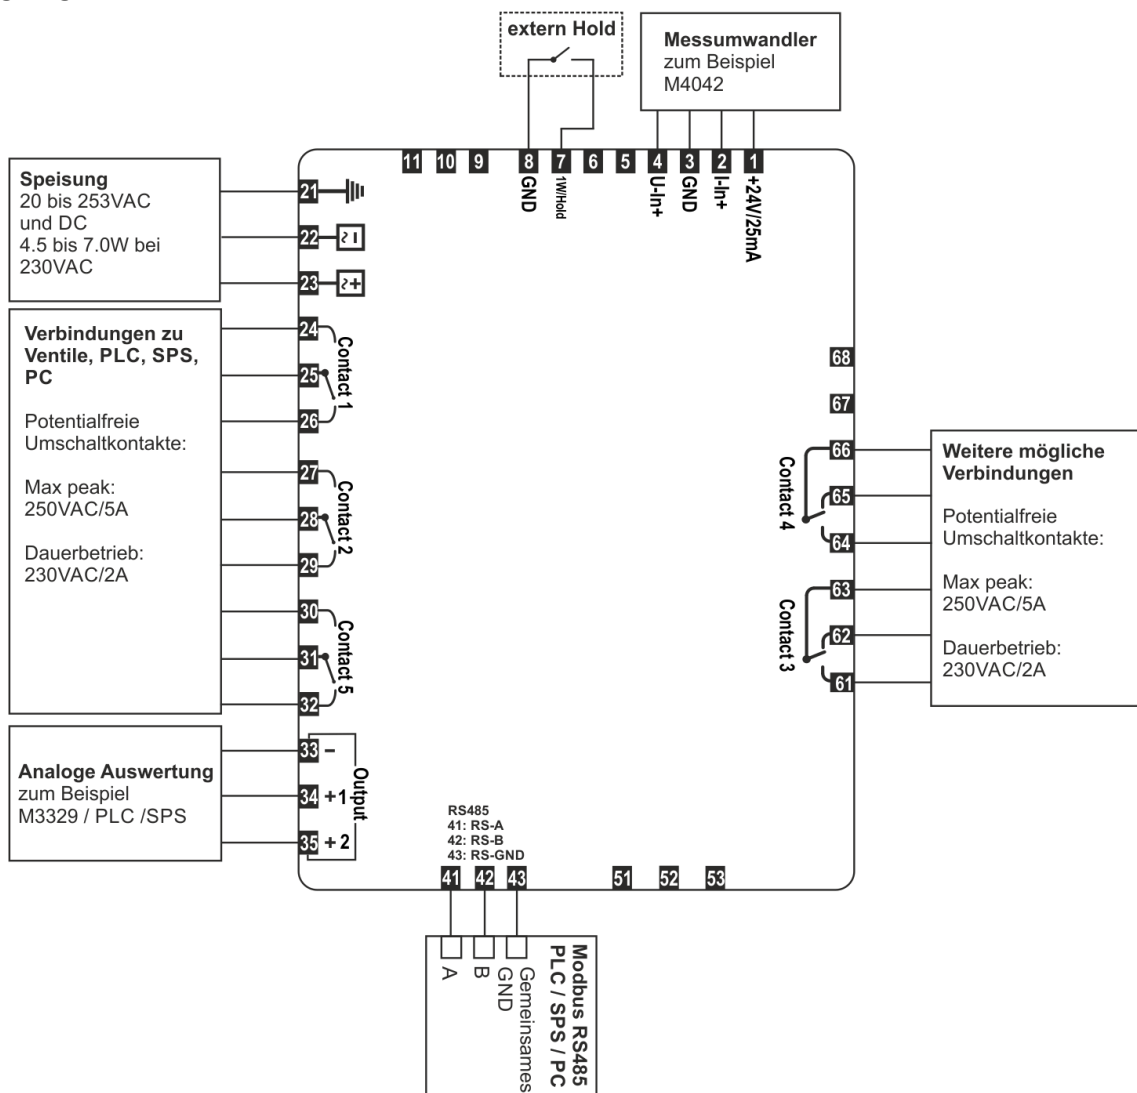 extern Hold
Messumwandler
zum Beispiel
M4042
11
10
9
8
7
6
5
4
3
2
1
GND
1W/Hold
U-In+
GND
I-In+
+24V/25mA
Speisung
20 bis 253VAC
und DC
4.5 bis 7.0W bei
230VAC
21
22
~ –
23
~ +
Verbindungen zu
Ventile, PLC, SPS,
PC
Potentialfreie
Umschaltkontakte:
Max peak:
250VAC/5A
Dauerbetrieb:
230VAC/2A
24
25
26
Contact 1
27
28
29
Contact 2
30
31
32
Contact 5
Analoge Auswertung
zum Beispiel
M3329 / PLC /SPS
33 –
34 +1
35 +2
Output
68
67
66
65
64
Contact 4
63
62
61
Contact 3
Weitere mögliche
Verbindungen
Potentialfreie
Umschaltkontakte:
Max peak:
250VAC/5A
Dauerbetrieb:
230VAC/2A
RS485
41: RS-A
42: RS-B
43: RS-GND
41
42
43
51
52
53
A
B
Gemeinsames
GND
Modbus RS485
PLC / SPS / PC